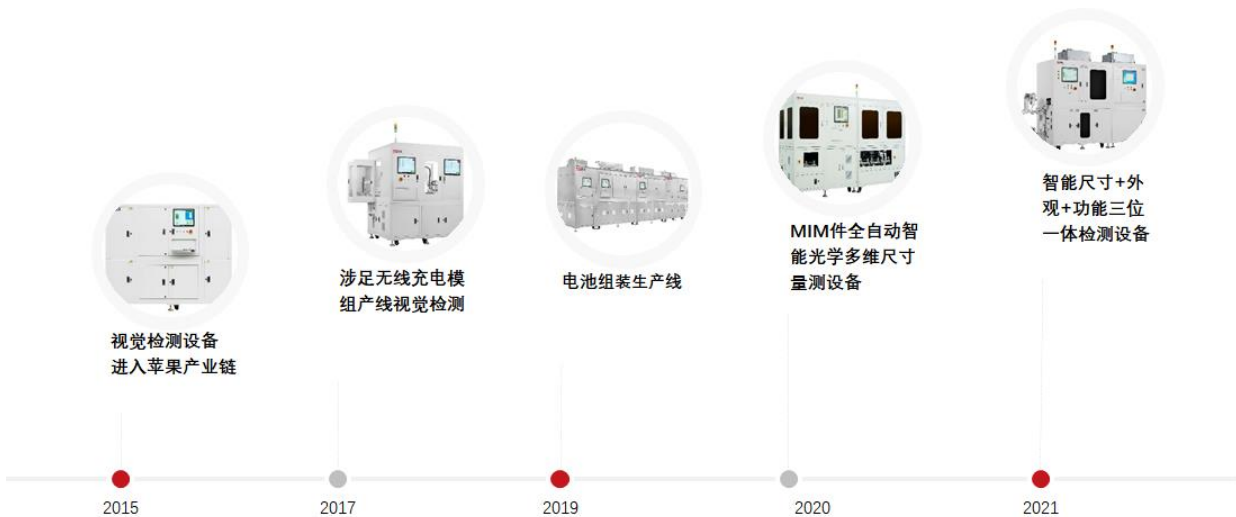 视觉检测设备
进入苹果产业链
涉足无线充电模
组产线视觉检测
电池组装生产线
MIM件全自动智
能光学多维尺寸
量测设备
智能尺寸+外
观+功能三位
一体检测设备
2015
2017
2019
2020
2021